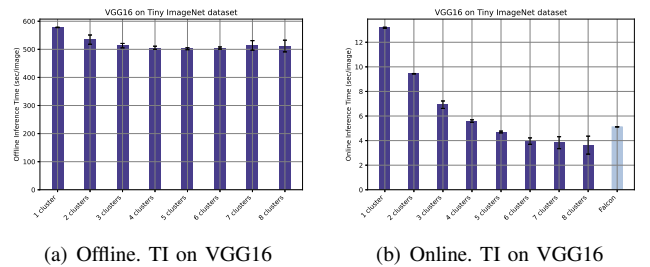 VGG16 on Tiny ImageNet dataset
Offline Inference Time (sec/image)
600
500
400
300
200
100
0
1 cluster
2 clusters
3 clusters
4 clusters
5 clusters
6 clusters
7 clusters
8 clusters
(a) Offline. TI on VGG16
VGG16 on Tiny ImageNet dataset
Online Inference Time (sec/image)
12
10
8
6
4
2
0
1 cluster
2 clusters
3 clusters
4 clusters
5 clusters
6 clusters
7 clusters
8 clusters
Falcon
(b) Online. TI on VGG16